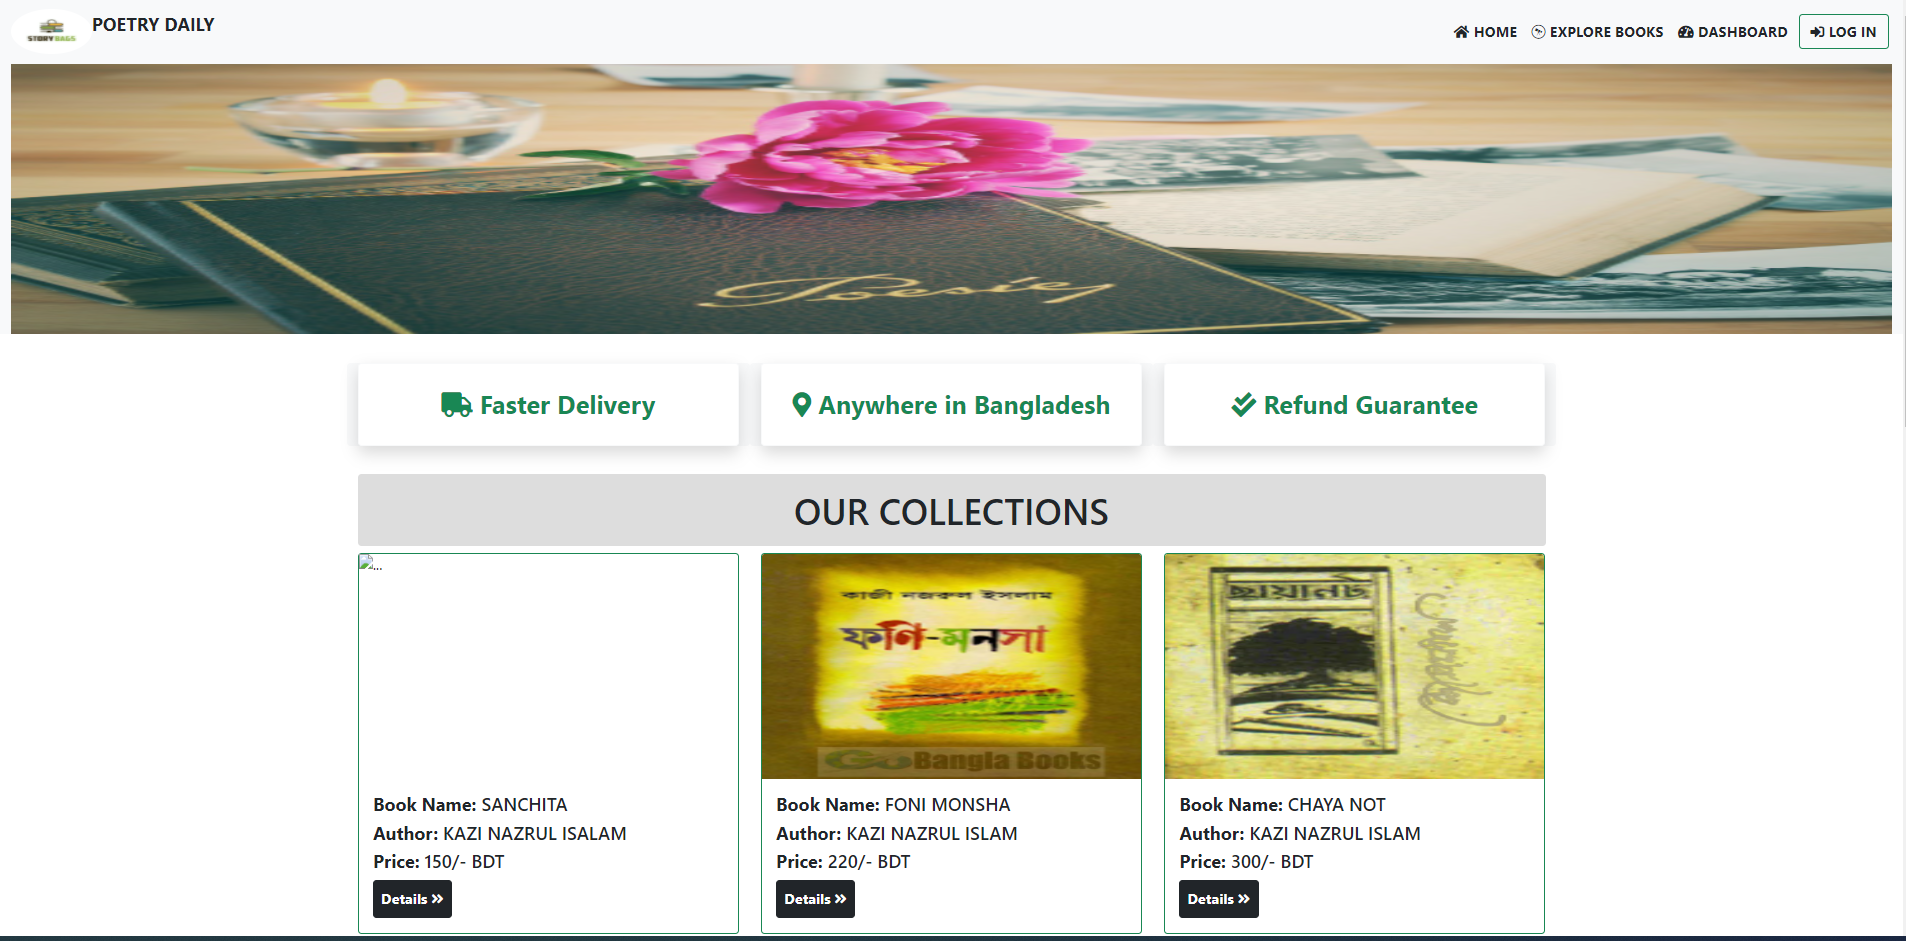 STORY BAGS
POETRY DAILY
HOME
EXPLORE BOOKS
DASHBOARD
LOG IN
Poesie
Faster Delivery
Anywhere in Bangladesh
Refund Guarantee
OUR COLLECTIONS
...
কাজী নজরুল ইসলাম
ফণি-মনসা
Go Bangla Books
ছায়ানট
Book Name: SANCHITA
Author: KAZI NAZRUL ISALAM
Price: 150/- BDT
Details
Book Name: FONI MONSHA
Author: KAZI NAZRUL ISLAM
Price: 220/- BDT
Details
Book Name: CHAYA NOT
Author: KAZI NAZRUL ISLAM
Price: 300/- BDT
Details